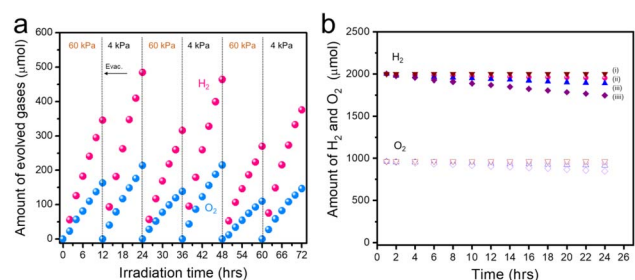 a
60 kPa 4 kPa 60 kPa 4 kPa 60 kPa 4 kPa
Evac.
H₂
O₂
600
500
400
300
200
100
0
0 6 12 18 24 30 36 42 48 54 60 66 72
Amount of evolved gases (μmol)
Irradiation time (hrs)
b
H₂
(i)
(ii)
(iii)
(iii)
O₂
2500
2000
1500
1000
500
0
0 2 4 6 8 10 12 14 16 18 20 22 24 26
Amount of H₂ and O₂ (μmol)
Time (hrs)